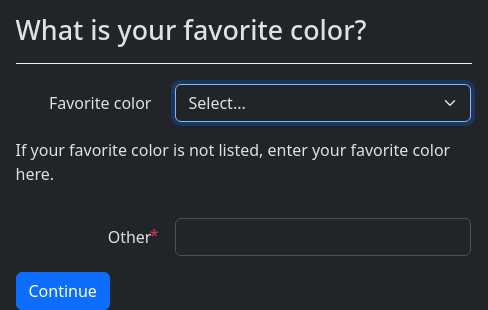 What is your favorite color?
Favorite color Select...
If your favorite color is not listed, enter your favorite color
here.
Other*
Continue